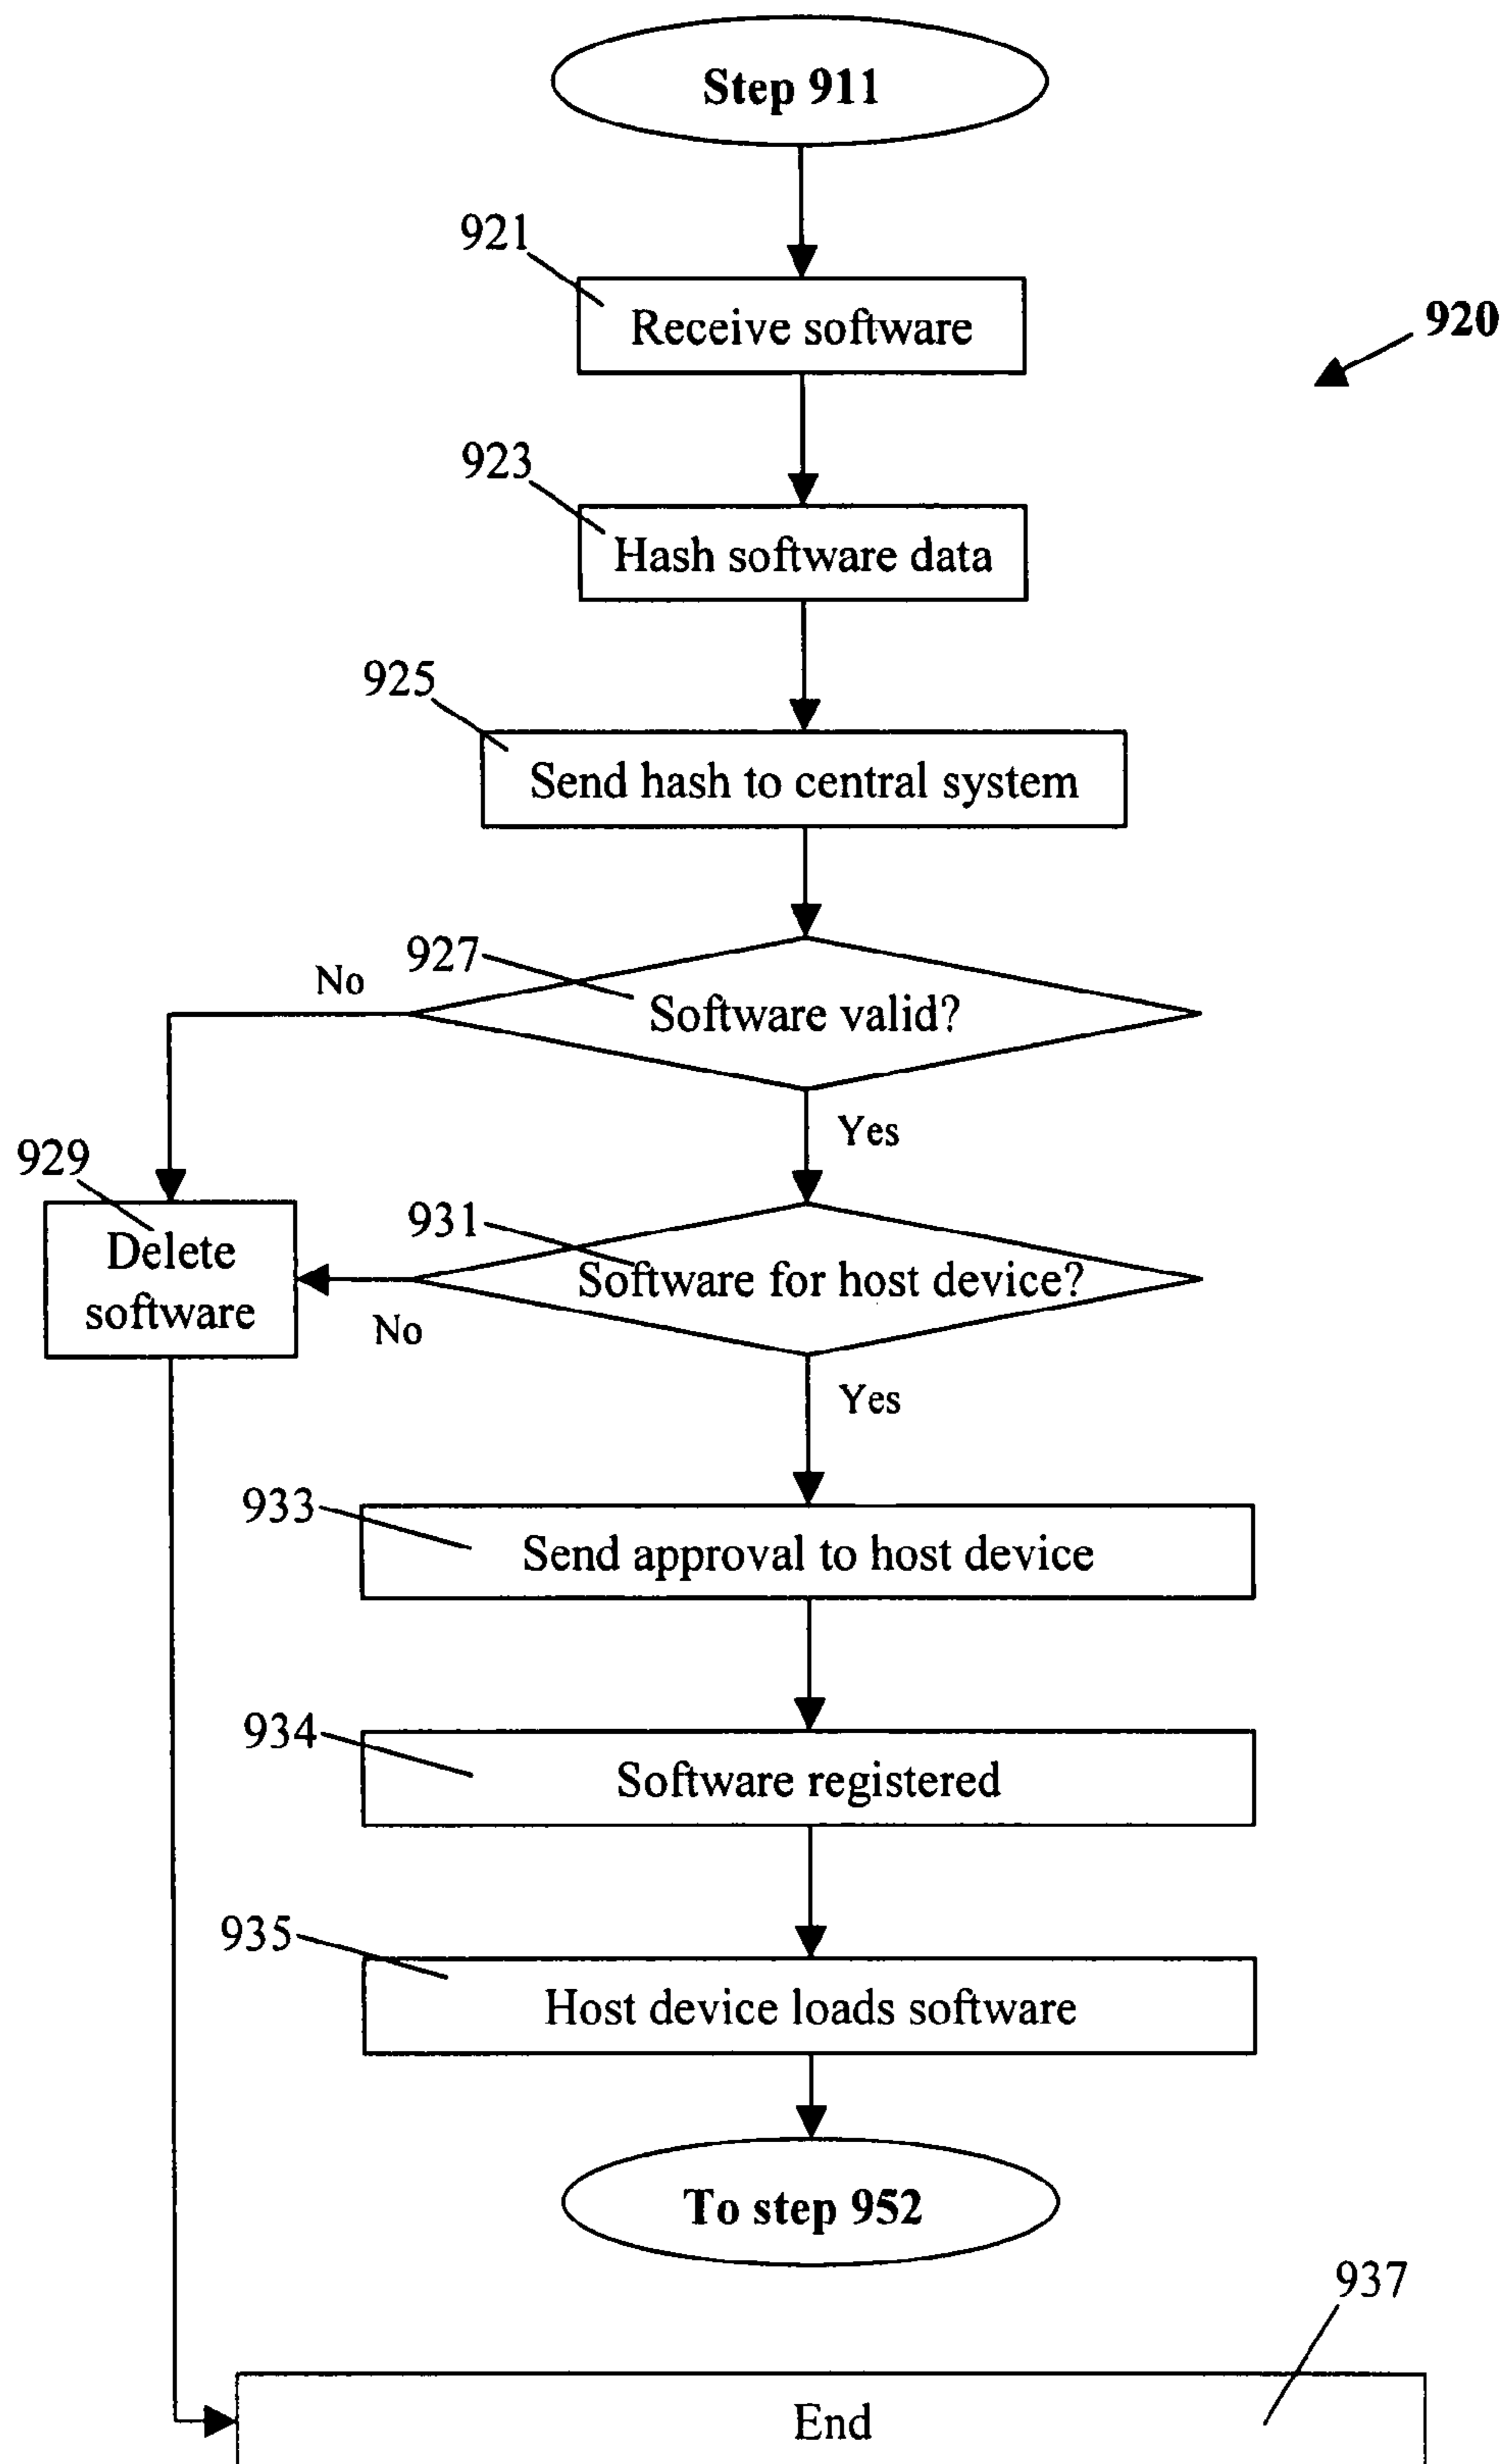 Step 911
921
Receive software
920
923
Hash software data
925
Send hash to central system
927
No
Software valid?
Yes
929
Delete
software
931
Software for host device?
No
Yes
933
Send approval to host device
934
Software registered
935
Host device loads software
To step 952
937
End